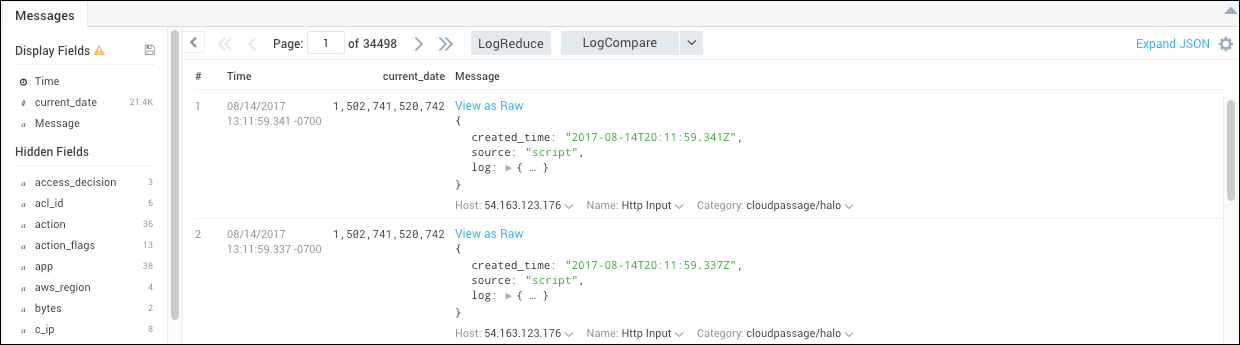 Messages
Display Fields
Time
# current_date 21.4K
a Message
Hidden Fields
a access_decision 3
a acl_id 6
a action 36
a action_flags 13
a app 38
a aws_region 4
a bytes 2
a c_ip 8
Page: 1 of 34498 LogReduce LogCompare Expand JSON
# Time current_date Message
1 08/14/2017 1,502,741,520,742 View as Raw
13:11:59.341 -0700 {
created_time: "2017-08-14T20:11:59.341Z",
source: "script",
log: ▶ { … }
}
Host: 54.163.123.176 Name: Http Input Category: cloudpassage/halo
2 08/14/2017 1,502,741,520,742 View as Raw
13:11:59.337 -0700 {
created_time: "2017-08-14T20:11:59.337Z",
source: "script",
log: ▶ { … }
}
Host: 54.163.123.176 Name: Http Input Category: cloudpassage/halo